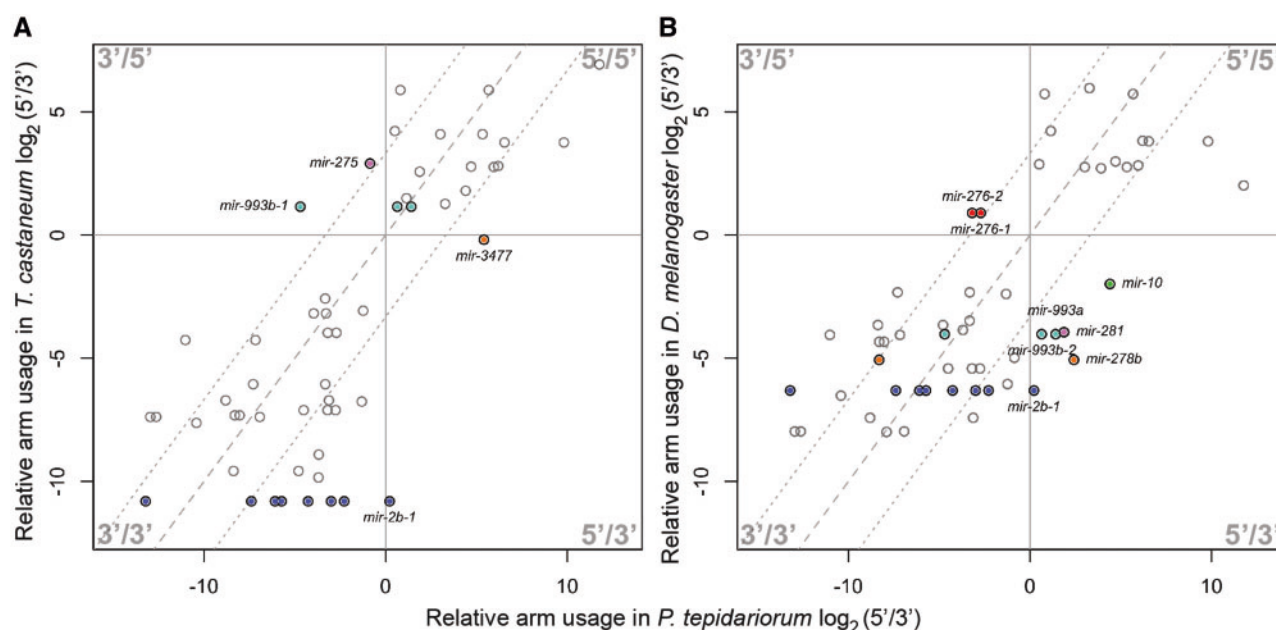 A
B
3'/5'
5'/5'
3'/5'
5'/5'
Relative arm usage in T. castaneum log2 (5'/3')
5
0
-5
-10
mir-275
mir-993b-1
mir-3477
mir-2b-1
3'/3'
5'/3'
-10
0
10
Relative arm usage in D. melanogaster log2 (5'/3')
5
0
-5
-10
mir-276-2
mir-276-1
mir-10
mir-993a
mir-281
mir-993b-2
mir-278b
mir-2b-1
3'/3'
5'/3'
-10
0
10
Relative arm usage in P. tepidariorum log2 (5'/3')